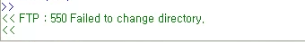 >>
<< FTP : 550 Failed to change directory.
<<